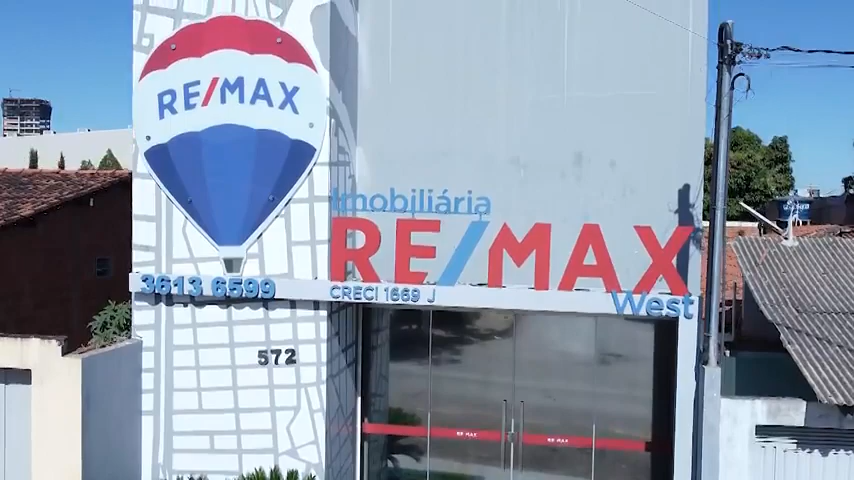 RE/MAX
Imobiliária
RE/MAX
3613 6599
CRECI 1669 J
West
572
RE/MAX
RE/MAX